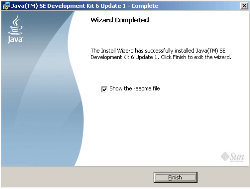 Java(TM) SE Development Kit 6 Update 1 - Complete
Java
Wizard Completed
The Install Wizard has successfully installed Java(TM) SE
Development Kit 6 Update 1. Click Finish to exit the wizard.
Show the readme file
Sun
Finish